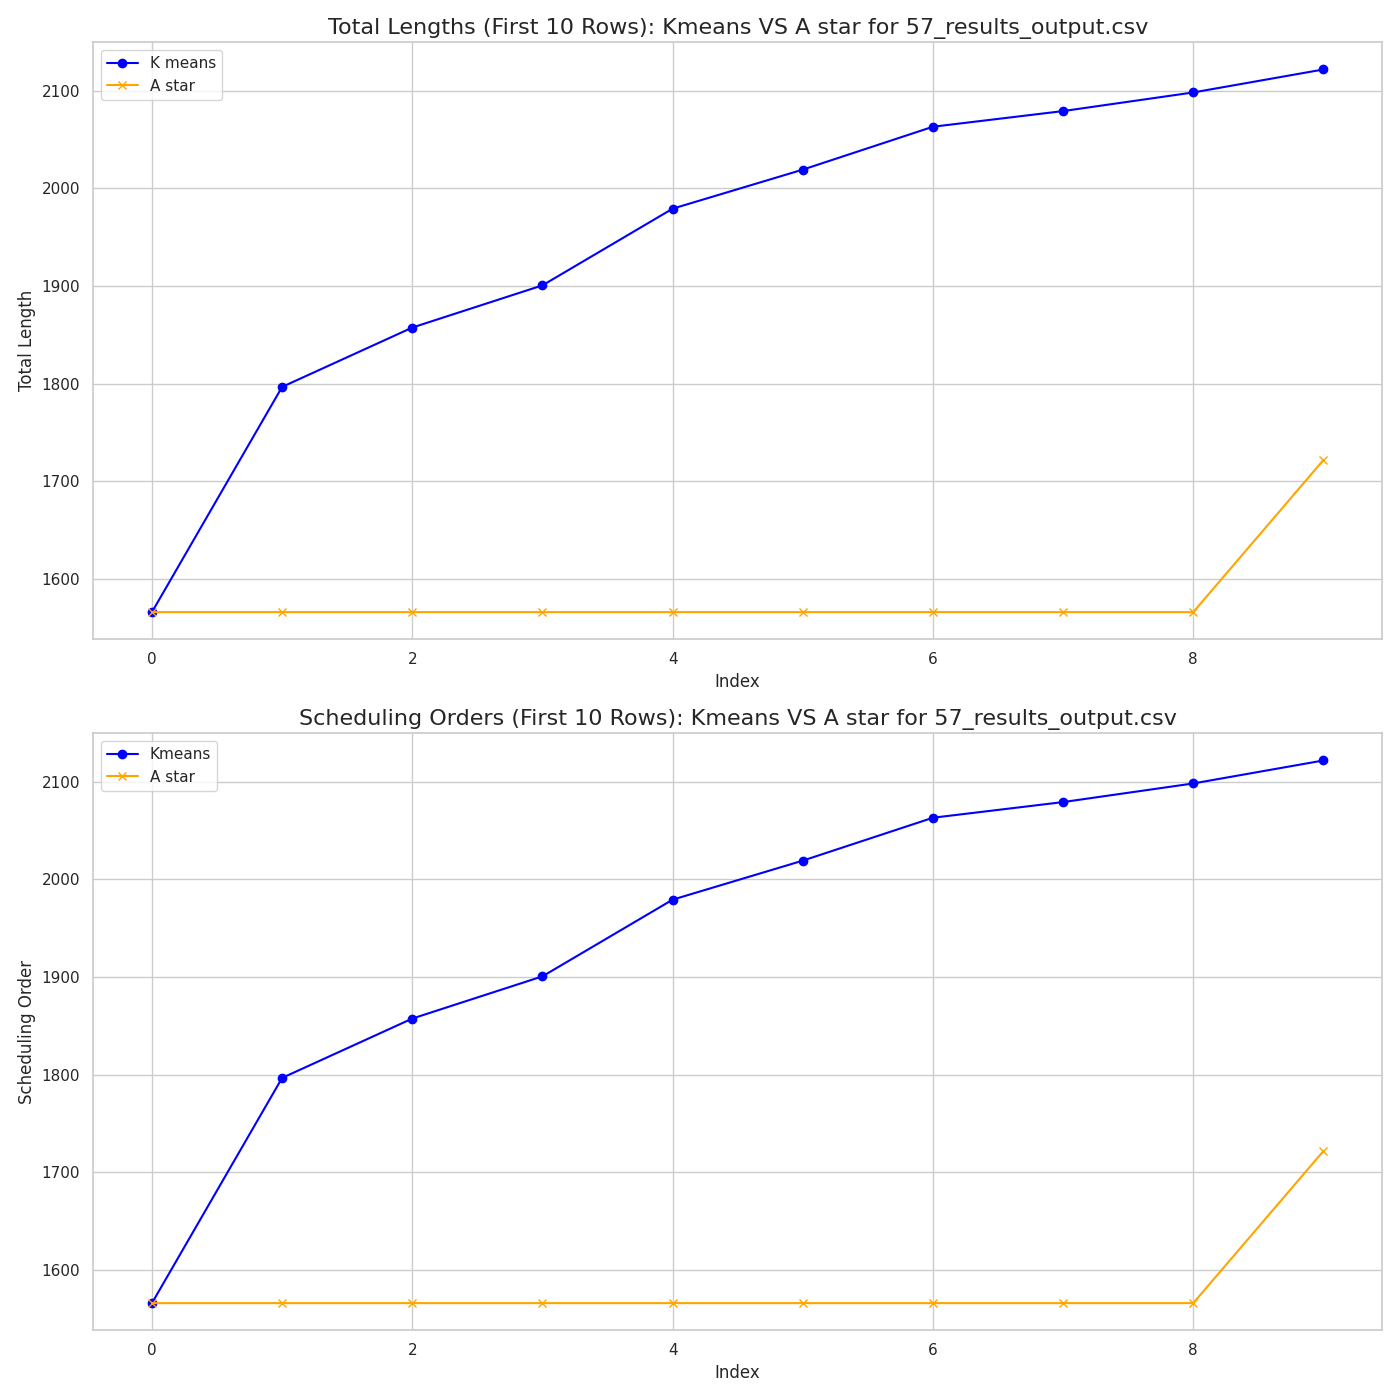 Total Lengths (First 10 Rows): Kmeans VS A star for 57_results_output.csv
K means
A star
2100
2000
1900
1800
1700
1600
Total Length
0 2 4 6 8
Index
Scheduling Orders (First 10 Rows): Kmeans VS A star for 57_results_output.csv
Kmeans
A star
2100
2000
1900
1800
1700
1600
Scheduling Order
0 2 4 6 8
Index